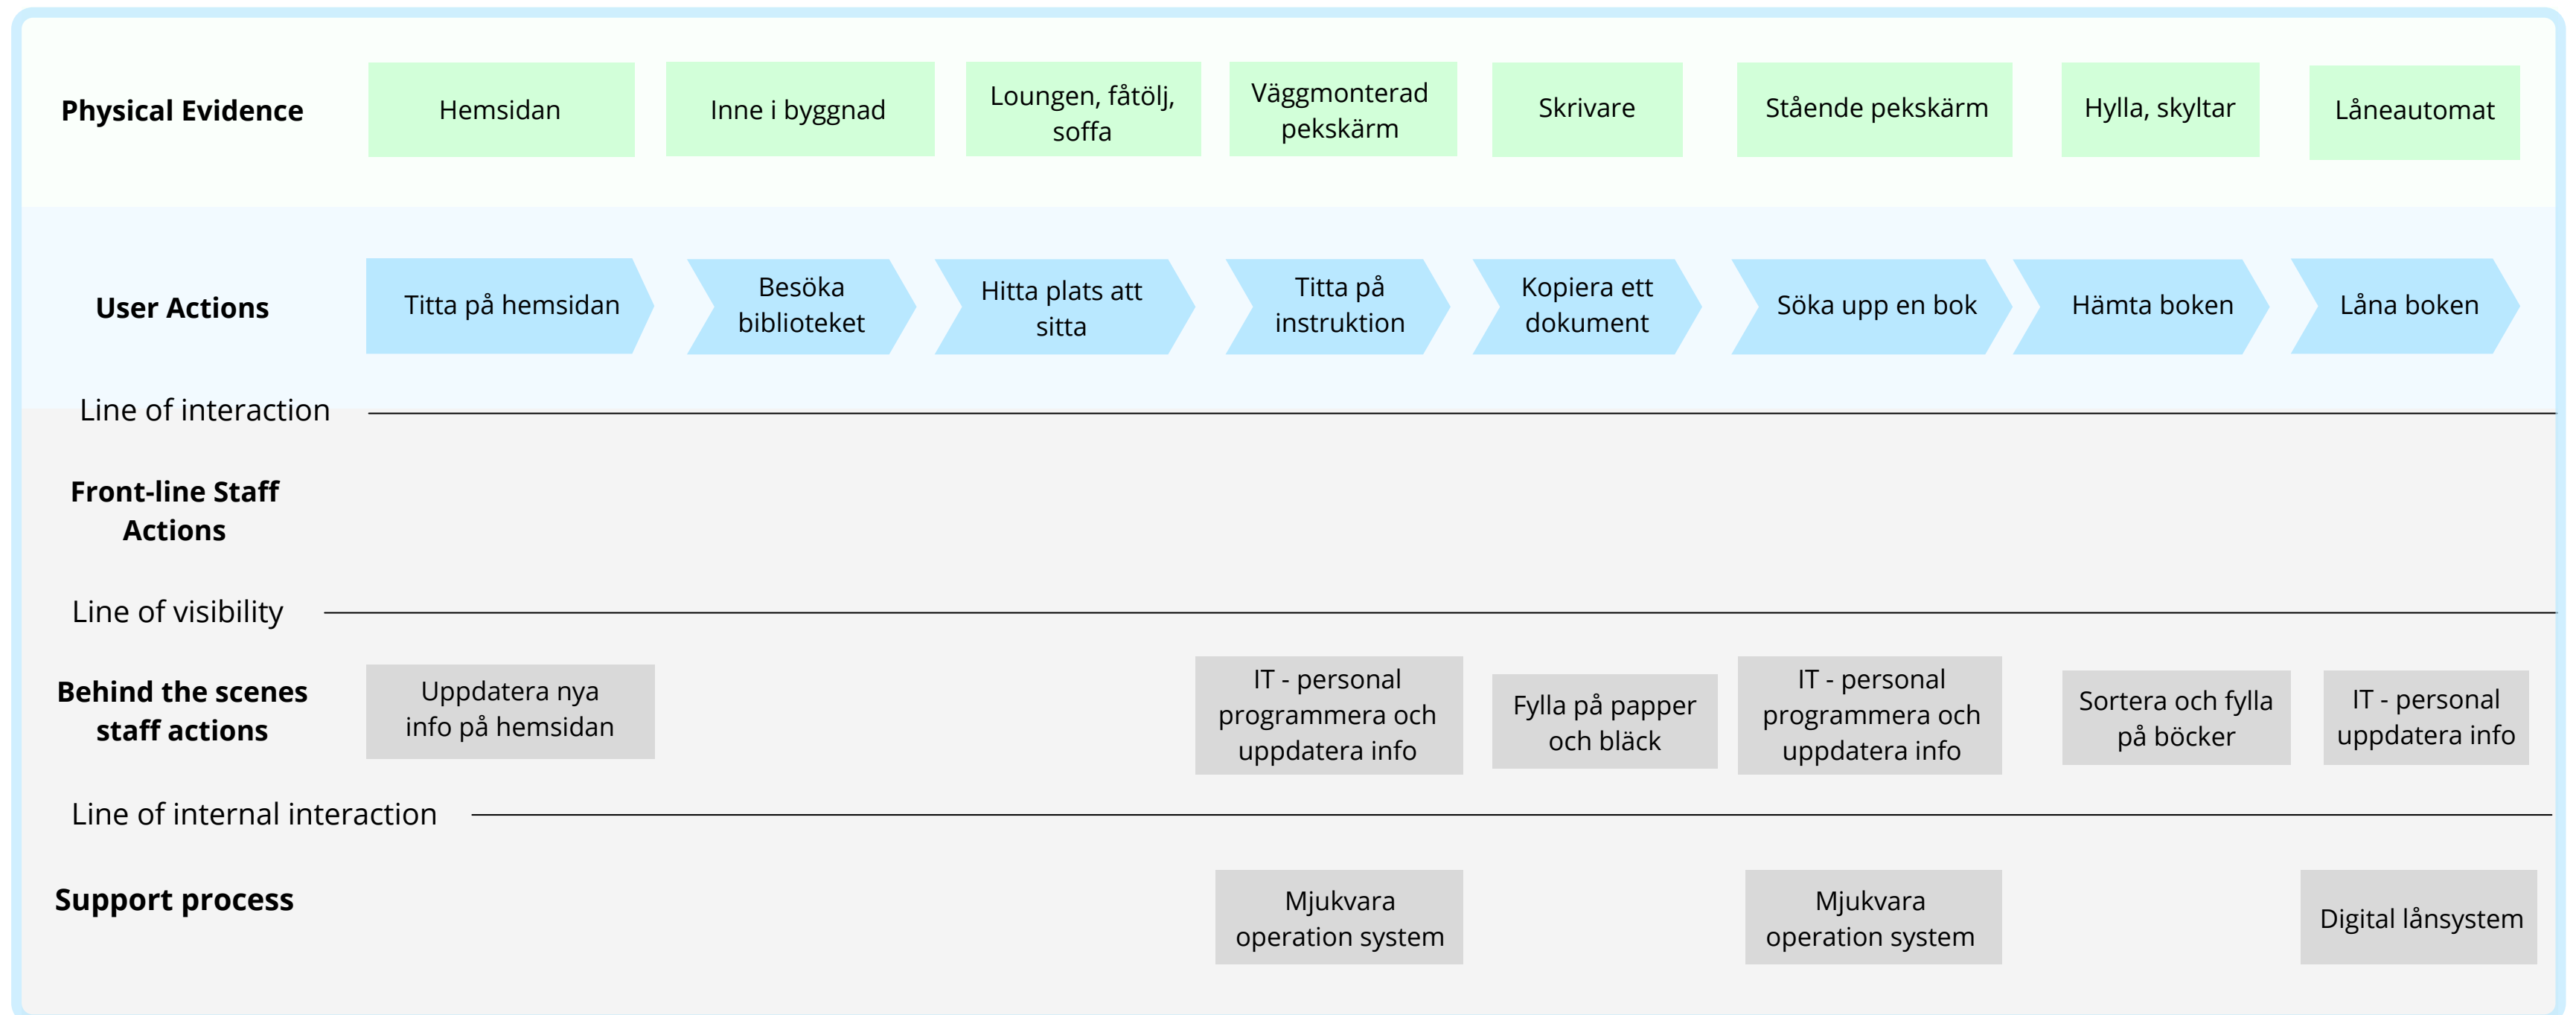 Physical Evidence
Hemsidan
Inne i byggnad
Loungen, fåtölj,
soffa
Väggmonterad
pekskärm
Skrivare
Stående pekskärm
Hylla, skyltar
Låneautomat
User Actions
Titta på hemsidan
Besöka
biblioteket
Hitta plats att
sitta
Titta på
instruktion
Kopiera ett
dokument
Söka upp en bok
Hämta boken
Låna boken
Line of interaction
Front-line Staff
Actions
Line of visibility
Behind the scenes
staff actions
Uppdatera nya
info på hemsidan
IT - personal
programmera och
uppdatera info
Fylla på papper
och bläck
IT - personal
programmera och
uppdatera info
Sortera och fylla
på böcker
IT - personal
uppdatera info
Line of internal interaction
Support process
Mjukvara
operation system
Mjukvara
operation system
Digital lånsystem